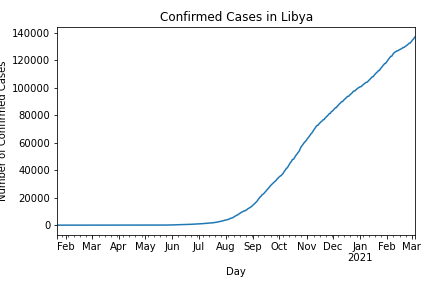 Confirmed Cases in Libya
Number of Confirmed Cases
140000
120000
100000
80000
60000
40000
20000
0
Feb Mar Apr May Jun Jul Aug Sep Oct Nov Dec Jan Feb Mar
2021
Day